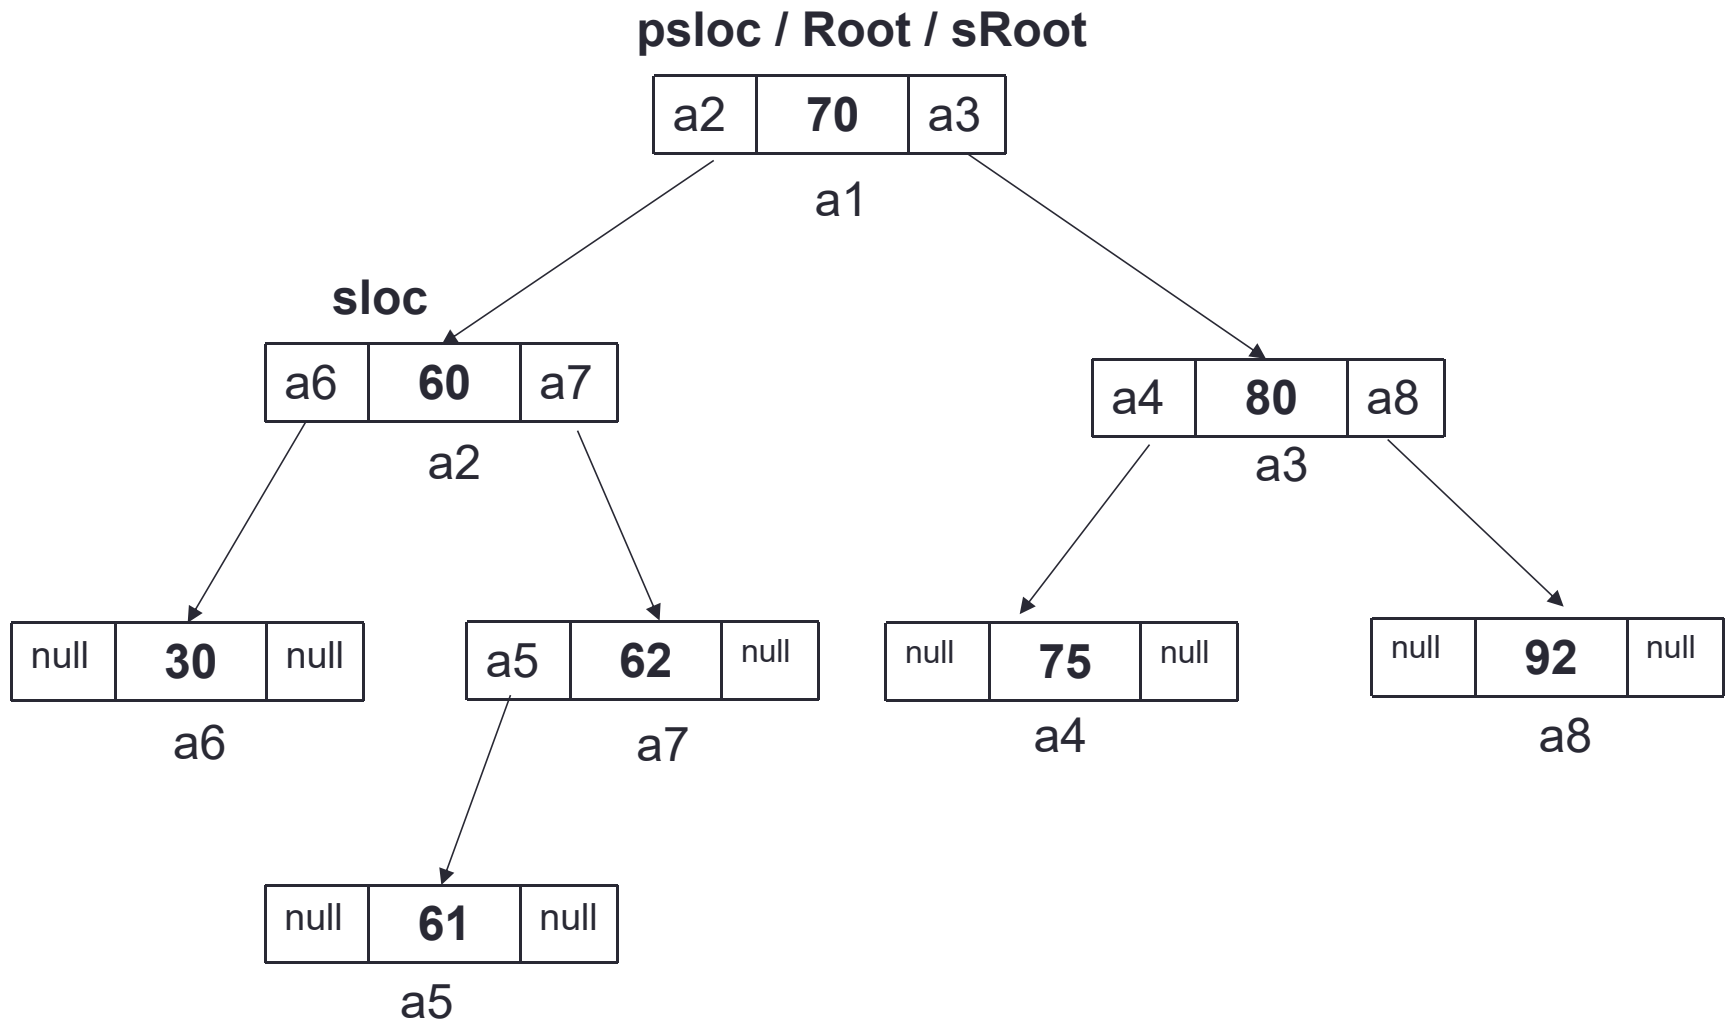 psloc / Root / sRoot
a2 70 a3
a1
sloc
a6 60 a7
a2
a4 80 a8
a3
null 30 null
a6
a5 62 null
a7
null 75 null
a4
null 92 null
a8
null 61 null
a5